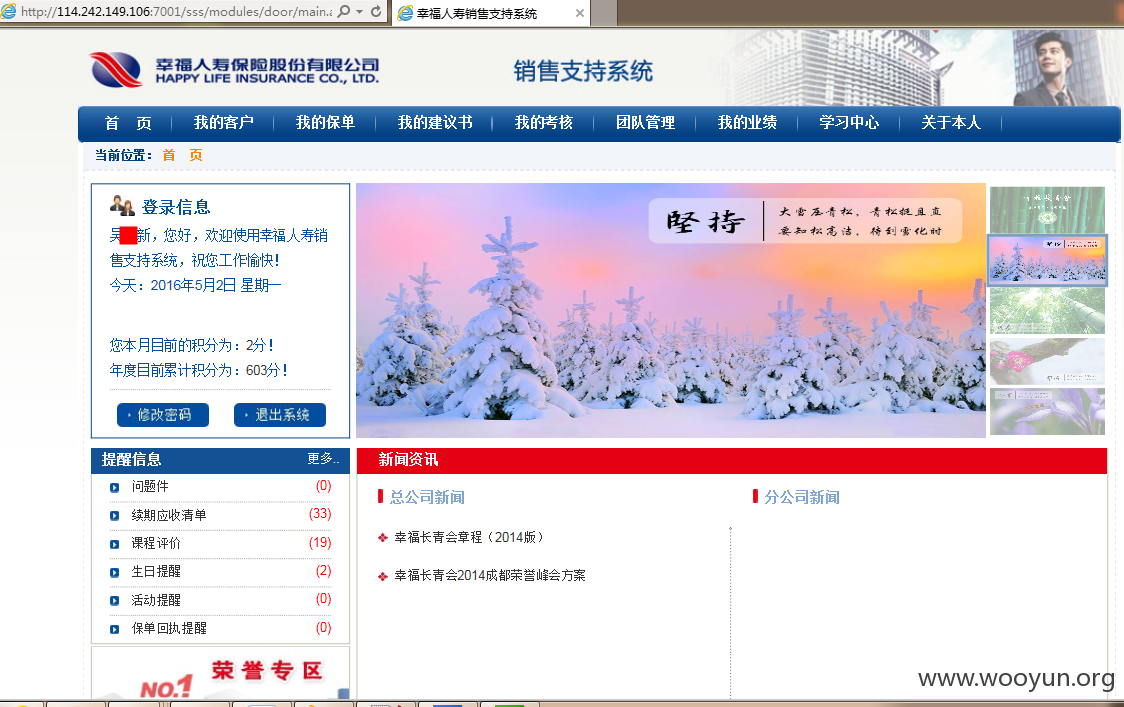 http://114.242.149.106:7001/sss/modules/door/main.
幸福人寿销售支持系统
幸福人寿保险股份有限公司
HAPPY LIFE INSURANCE CO., LTD.
销售支持系统
首 页
我的客户
我的保单
我的建议书
我的考核
团队管理
我的业绩
学习中心
关于本人
当前位置： 首 页
登录信息
吴 新，您好，欢迎使用幸福人寿销
售支持系统，祝您工作愉快！
今天：2016年5月2日 星期一
您本月目前的积分为：2分！
年度目前累计积分为：603分！
修改密码
退出系统
坚持
大雪压青松，青松挺且直
要知松高洁，待到雪化时
提醒信息
更多..
问题件 (0)
续期应收清单 (33)
课程评价 (19)
生日提醒 (2)
活动提醒 (0)
保单回执提醒 (0)
荣誉专区
NO.1
新闻资讯
总公司新闻
幸福长青会章程（2014版）
幸福长青会2014成都荣誉峰会方案
分公司新闻
www.wooyun.org